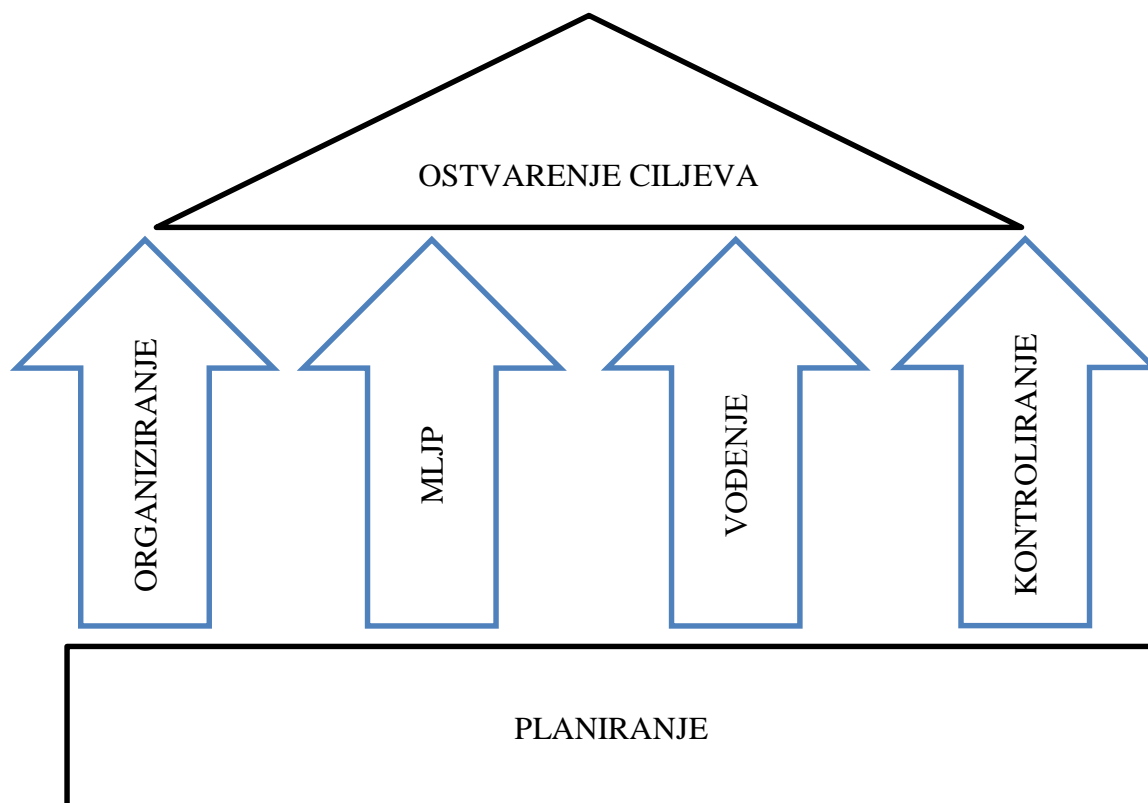 OSTVARENJE CILJEVA
ORGANIZIRANJE
MLJP
VOĐENJE
KONTROLIRANJE
PLANIRANJE